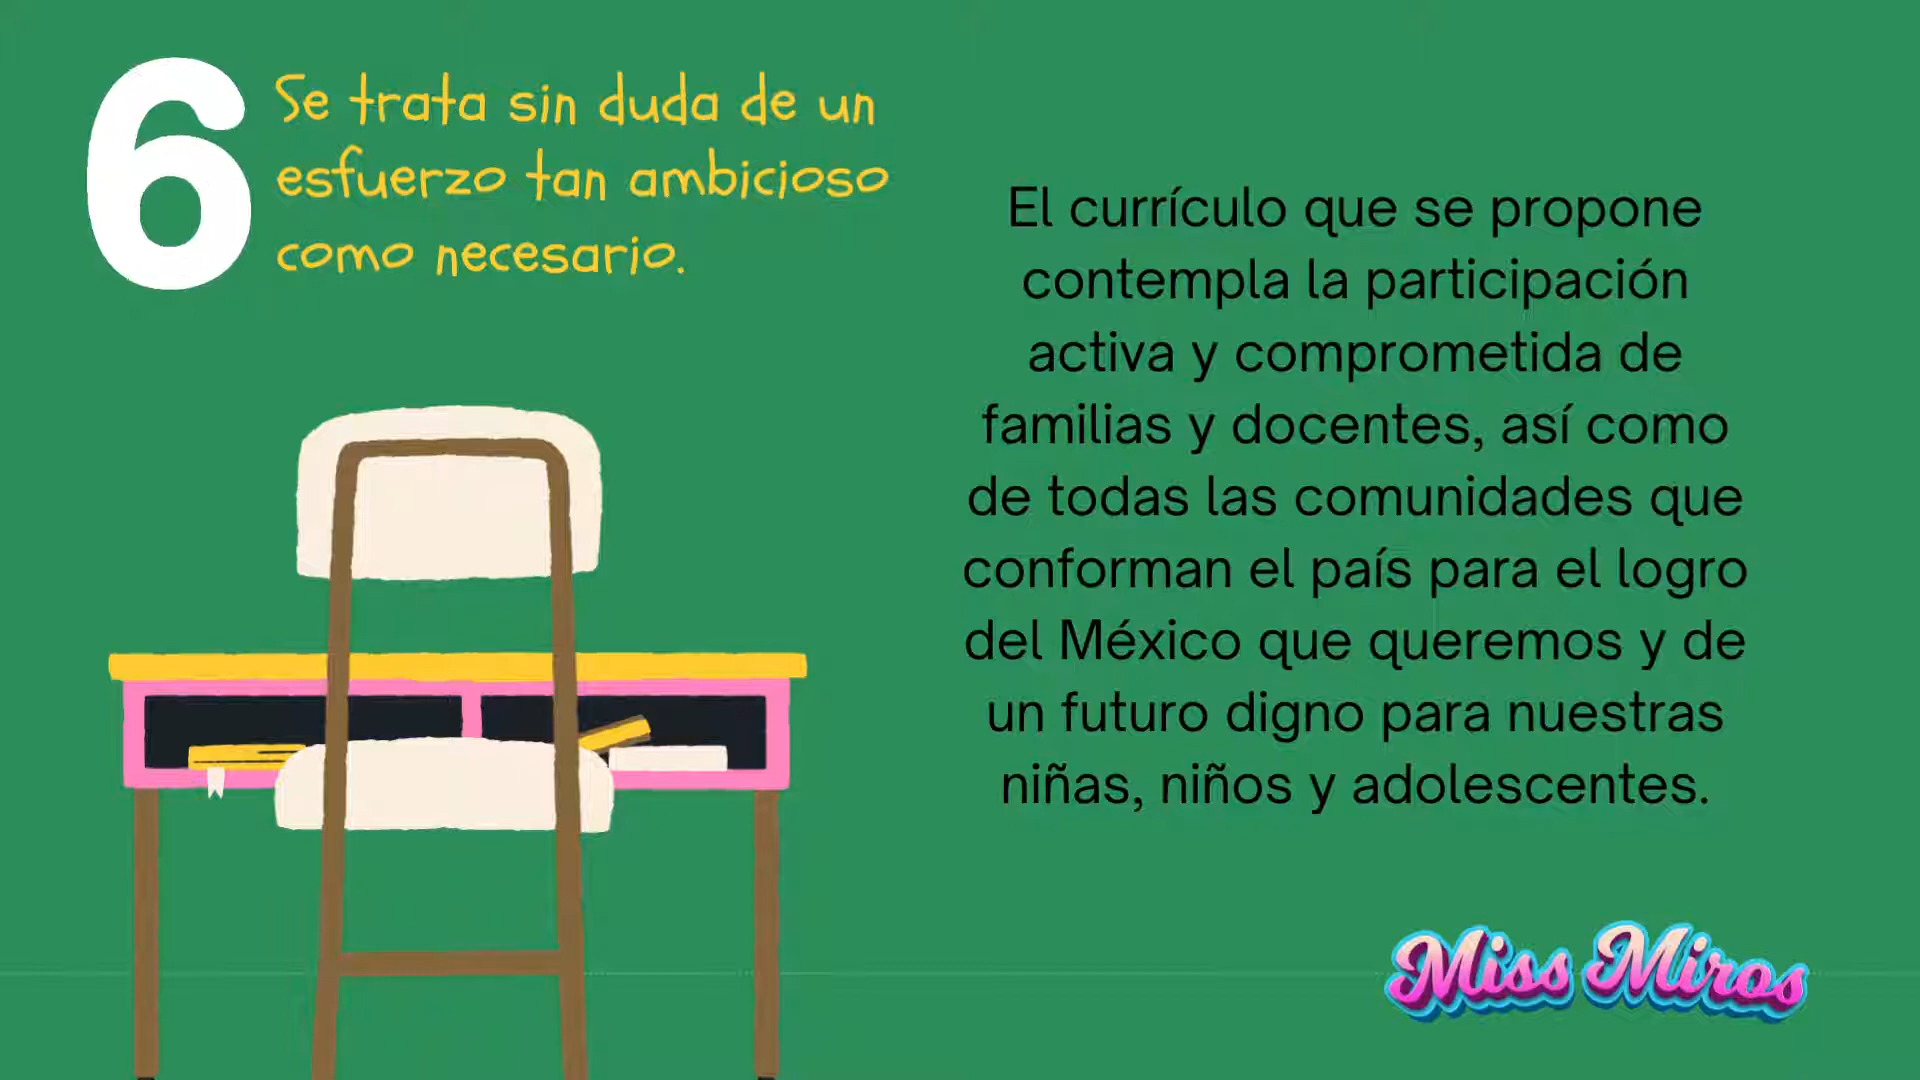 6
Se trata sin duda de un
esfuerzo tan ambicioso
como necesario.
El currículo que se propone
contempla la participación
activa y comprometida de
familias y docentes, así como
de todas las comunidades que
conforman el país para el logro
del México que queremos y de
un futuro digno para nuestras
niñas, niños y adolescentes.
Miss Miros